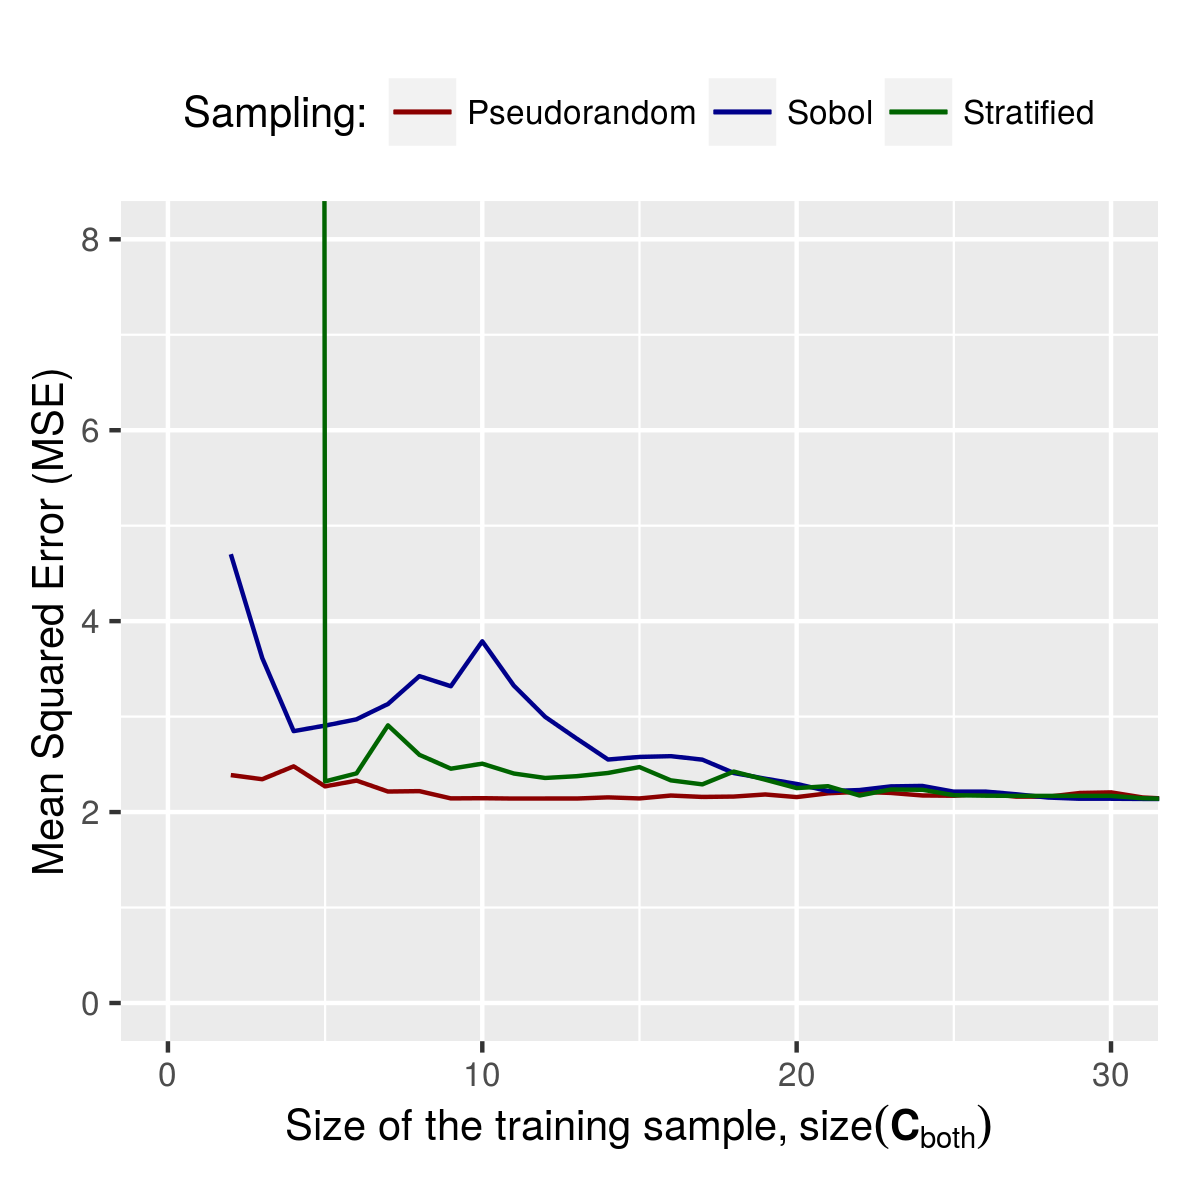 Sampling: Pseudorandom Sobol Stratified
Mean Squared Error (MSE)
8
6
4
2
0
0 10 20 30
Size of the training sample, size(C_both)